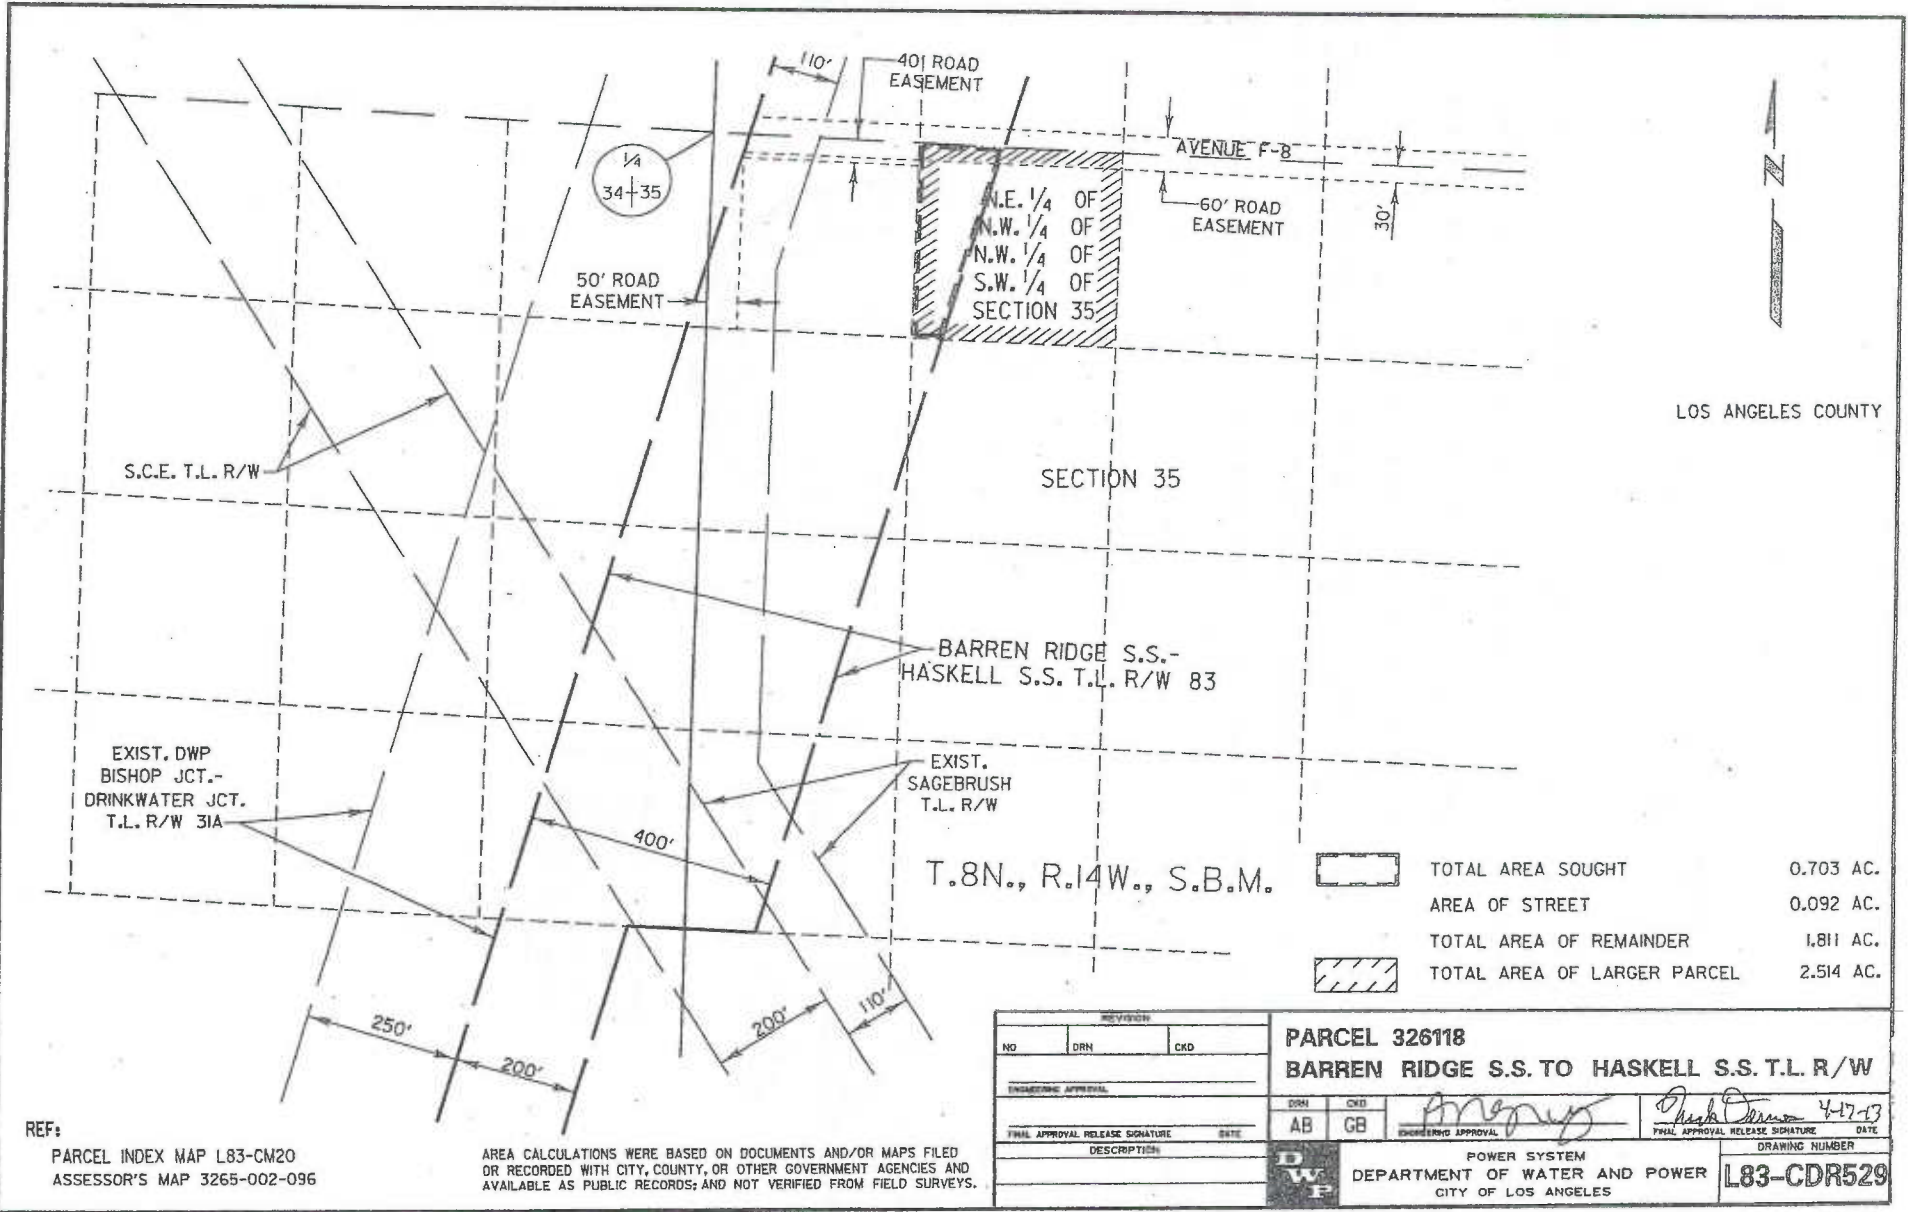 110'
40' ROAD
EASEMENT
AVENUE F-8
1/4
34 35
N.E. 1/4 OF
N.W. 1/4 OF
N.W. 1/4 OF
S.W. 1/4 OF
SECTION 35
60' ROAD
EASEMENT
30'
N
50' ROAD
EASEMENT
LOS ANGELES COUNTY
S.C.E. T.L. R/W
SECTION 35
BARREN RIDGE S.S.-
HASKELL S.S. T.L. R/W 83
EXIST. DWP
BISHOP JCT.-
DRINKWATER JCT.
T.L. R/W 31A
EXIST.
SAGEBRUSH
T.L. R/W
400'
T.8N., R.14W., S.B.M.
TOTAL AREA SOUGHT 0.703 AC.
AREA OF STREET 0.092 AC.
TOTAL AREA OF REMAINDER 1.811 AC.
TOTAL AREA OF LARGER PARCEL 2.514 AC.
250'
200'
200'
110'
REVISION
NO DRN CKD
ENGINEERING APPROVAL
FINAL APPROVAL RELEASE SIGNATURE DATE
DESCRIPTION
PARCEL 326118
BARREN RIDGE S.S. TO HASKELL S.S. T.L. R/W
DRN CKD
AB GB
ENGINEERING APPROVAL
4-17-13
FINAL APPROVAL RELEASE SIGNATURE DATE
DWP
POWER SYSTEM
DEPARTMENT OF WATER AND POWER
CITY OF LOS ANGELES
DRAWING NUMBER
L83-CDR529
REF:
PARCEL INDEX MAP L83-CM20
ASSESSOR'S MAP 3265-002-096
AREA CALCULATIONS WERE BASED ON DOCUMENTS AND/OR MAPS FILED
OR RECORDED WITH CITY, COUNTY, OR OTHER GOVERNMENT AGENCIES AND
AVAILABLE AS PUBLIC RECORDS; AND NOT VERIFIED FROM FIELD SURVEYS.